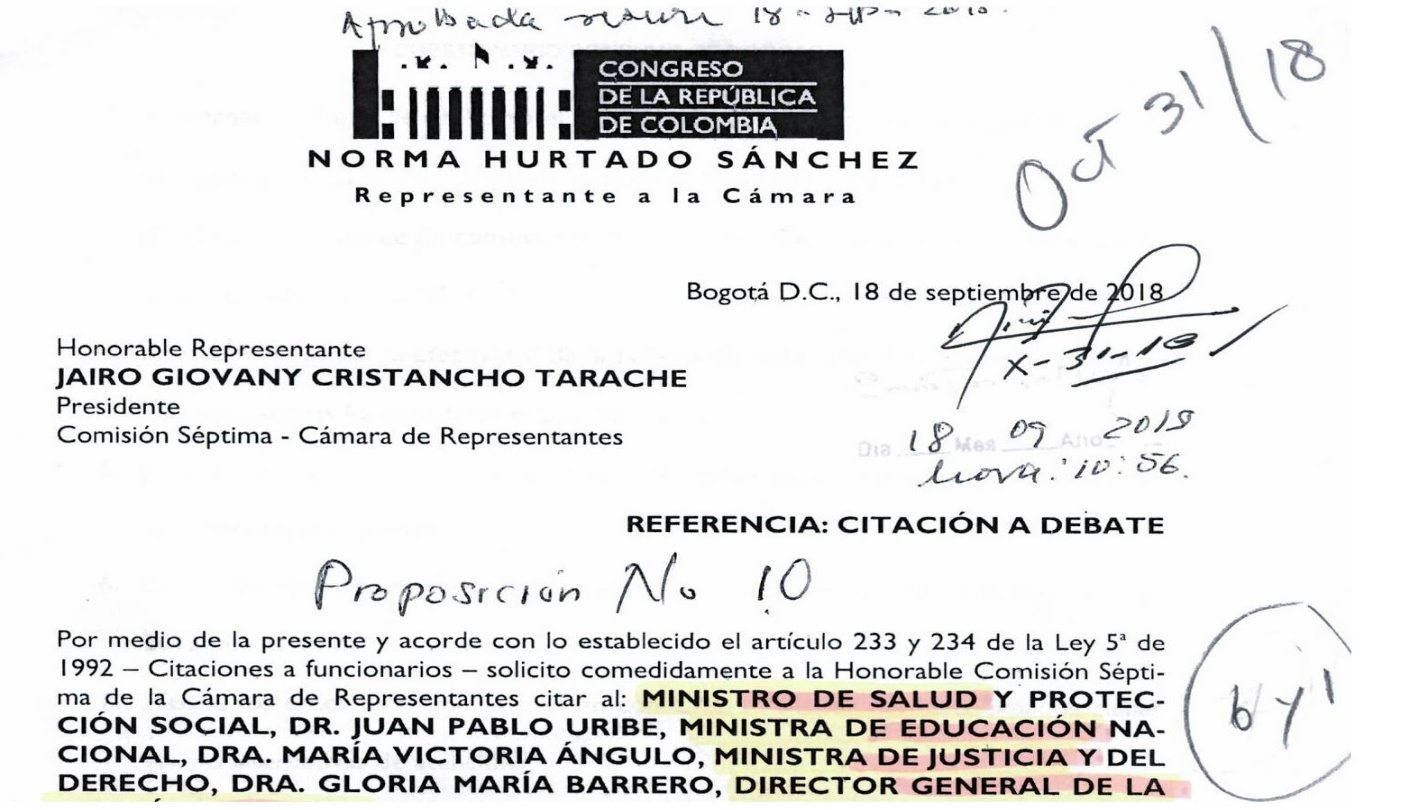 Aprobada sesión 18 - sep - 2018.
CONGRESO
DE LA REPÚBLICA
DE COLOMBIA
NORMA HURTADO SÁNCHEZ
Representante a la Cámara
Oct 31/18
Bogotá D.C., 18 de septiembre de 2018
X-31-18
Honorable Representante
JAIRO GIOVANY CRISTANCHO TARACHE
Presidente
Comisión Séptima - Cámara de Representantes
Dia 18 Mes 09 Año 2018
hora: 10:56.
REFERENCIA: CITACIÓN A DEBATE
Proposición No 10
Por medio de la presente y acorde con lo establecido el artículo 233 y 234 de la Ley 5ª de
1992 – Citaciones a funcionarios – solicito comedidamente a la Honorable Comisión Sépti-
ma de la Cámara de Representantes citar al: MINISTRO DE SALUD Y PROTEC-
CIÓN SOCIAL, DR. JUAN PABLO URIBE, MINISTRA DE EDUCACIÓN NA-
CIONAL, DRA. MARÍA VICTORIA ÁNGULO, MINISTRA DE JUSTICIA Y DEL
DERECHO, DRA. GLORIA MARÍA BARRERO, DIRECTOR GENERAL DE LA